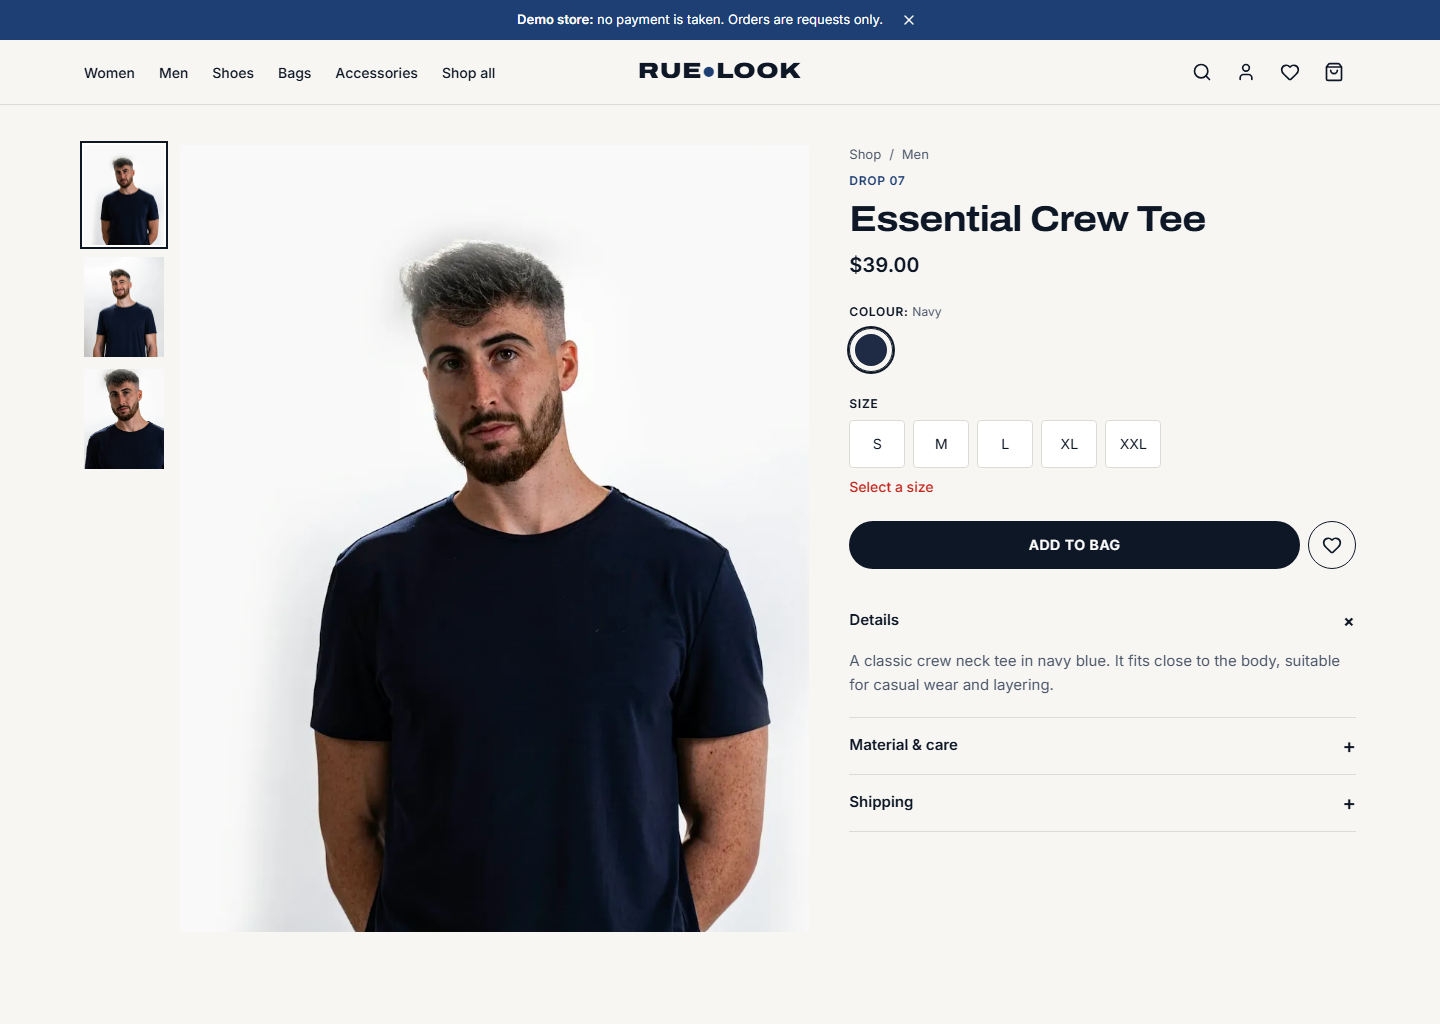 Demo store: no payment is taken. Orders are requests only.
Women Men Shoes Bags Accessories Shop all
RUE•LOOK
Shop / Men
DROP 07
Essential Crew Tee
$39.00
COLOUR: Navy
SIZE
S M L XL XXL
Select a size
ADD TO BAG
Details
A classic crew neck tee in navy blue. It fits close to the body, suitable
for casual wear and layering.
Material & care
Shipping